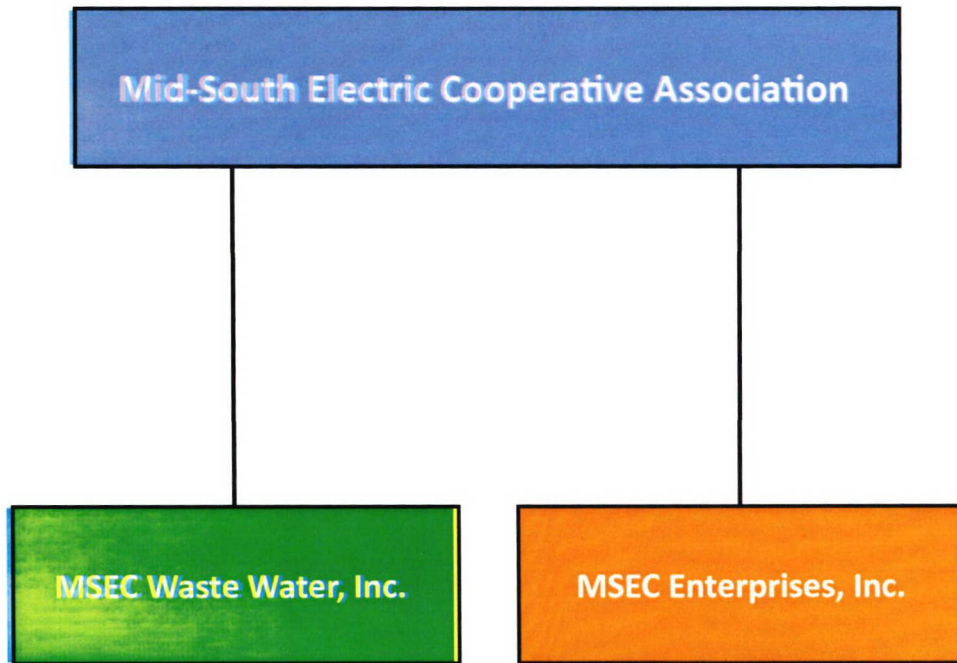 Mid-South Electric Cooperative Association
MSEC Waste Water, Inc.
MSEC Enterprises, Inc.